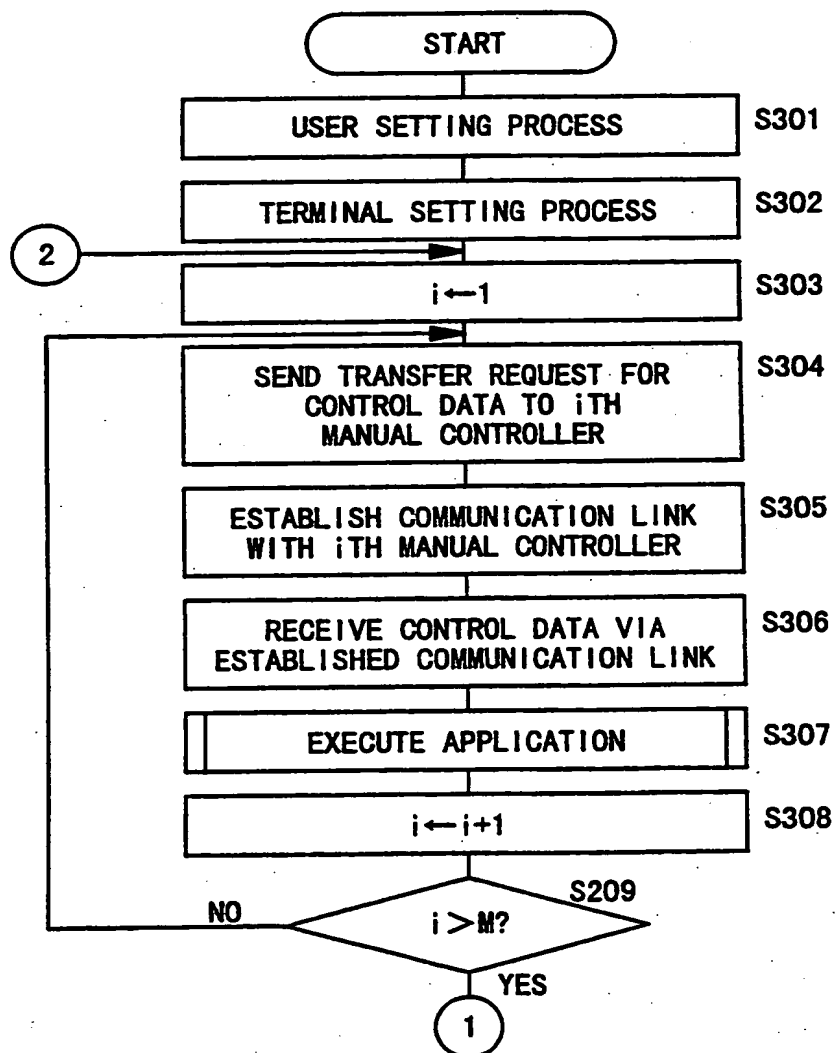 START
USER SETTING PROCESS
S301
TERMINAL SETTING PROCESS
S302
2
i←1
S303
SEND TRANSFER REQUEST FOR
CONTROL DATA TO iTH
MANUAL CONTROLLER
S304
ESTABLISH COMMUNICATION LINK
WITH iTH MANUAL CONTROLLER
S305
RECEIVE CONTROL DATA VIA
ESTABLISHED COMMUNICATION LINK
S306
EXECUTE APPLICATION
S307
i←i+1
S308
S209
NO
i>M?
YES
1